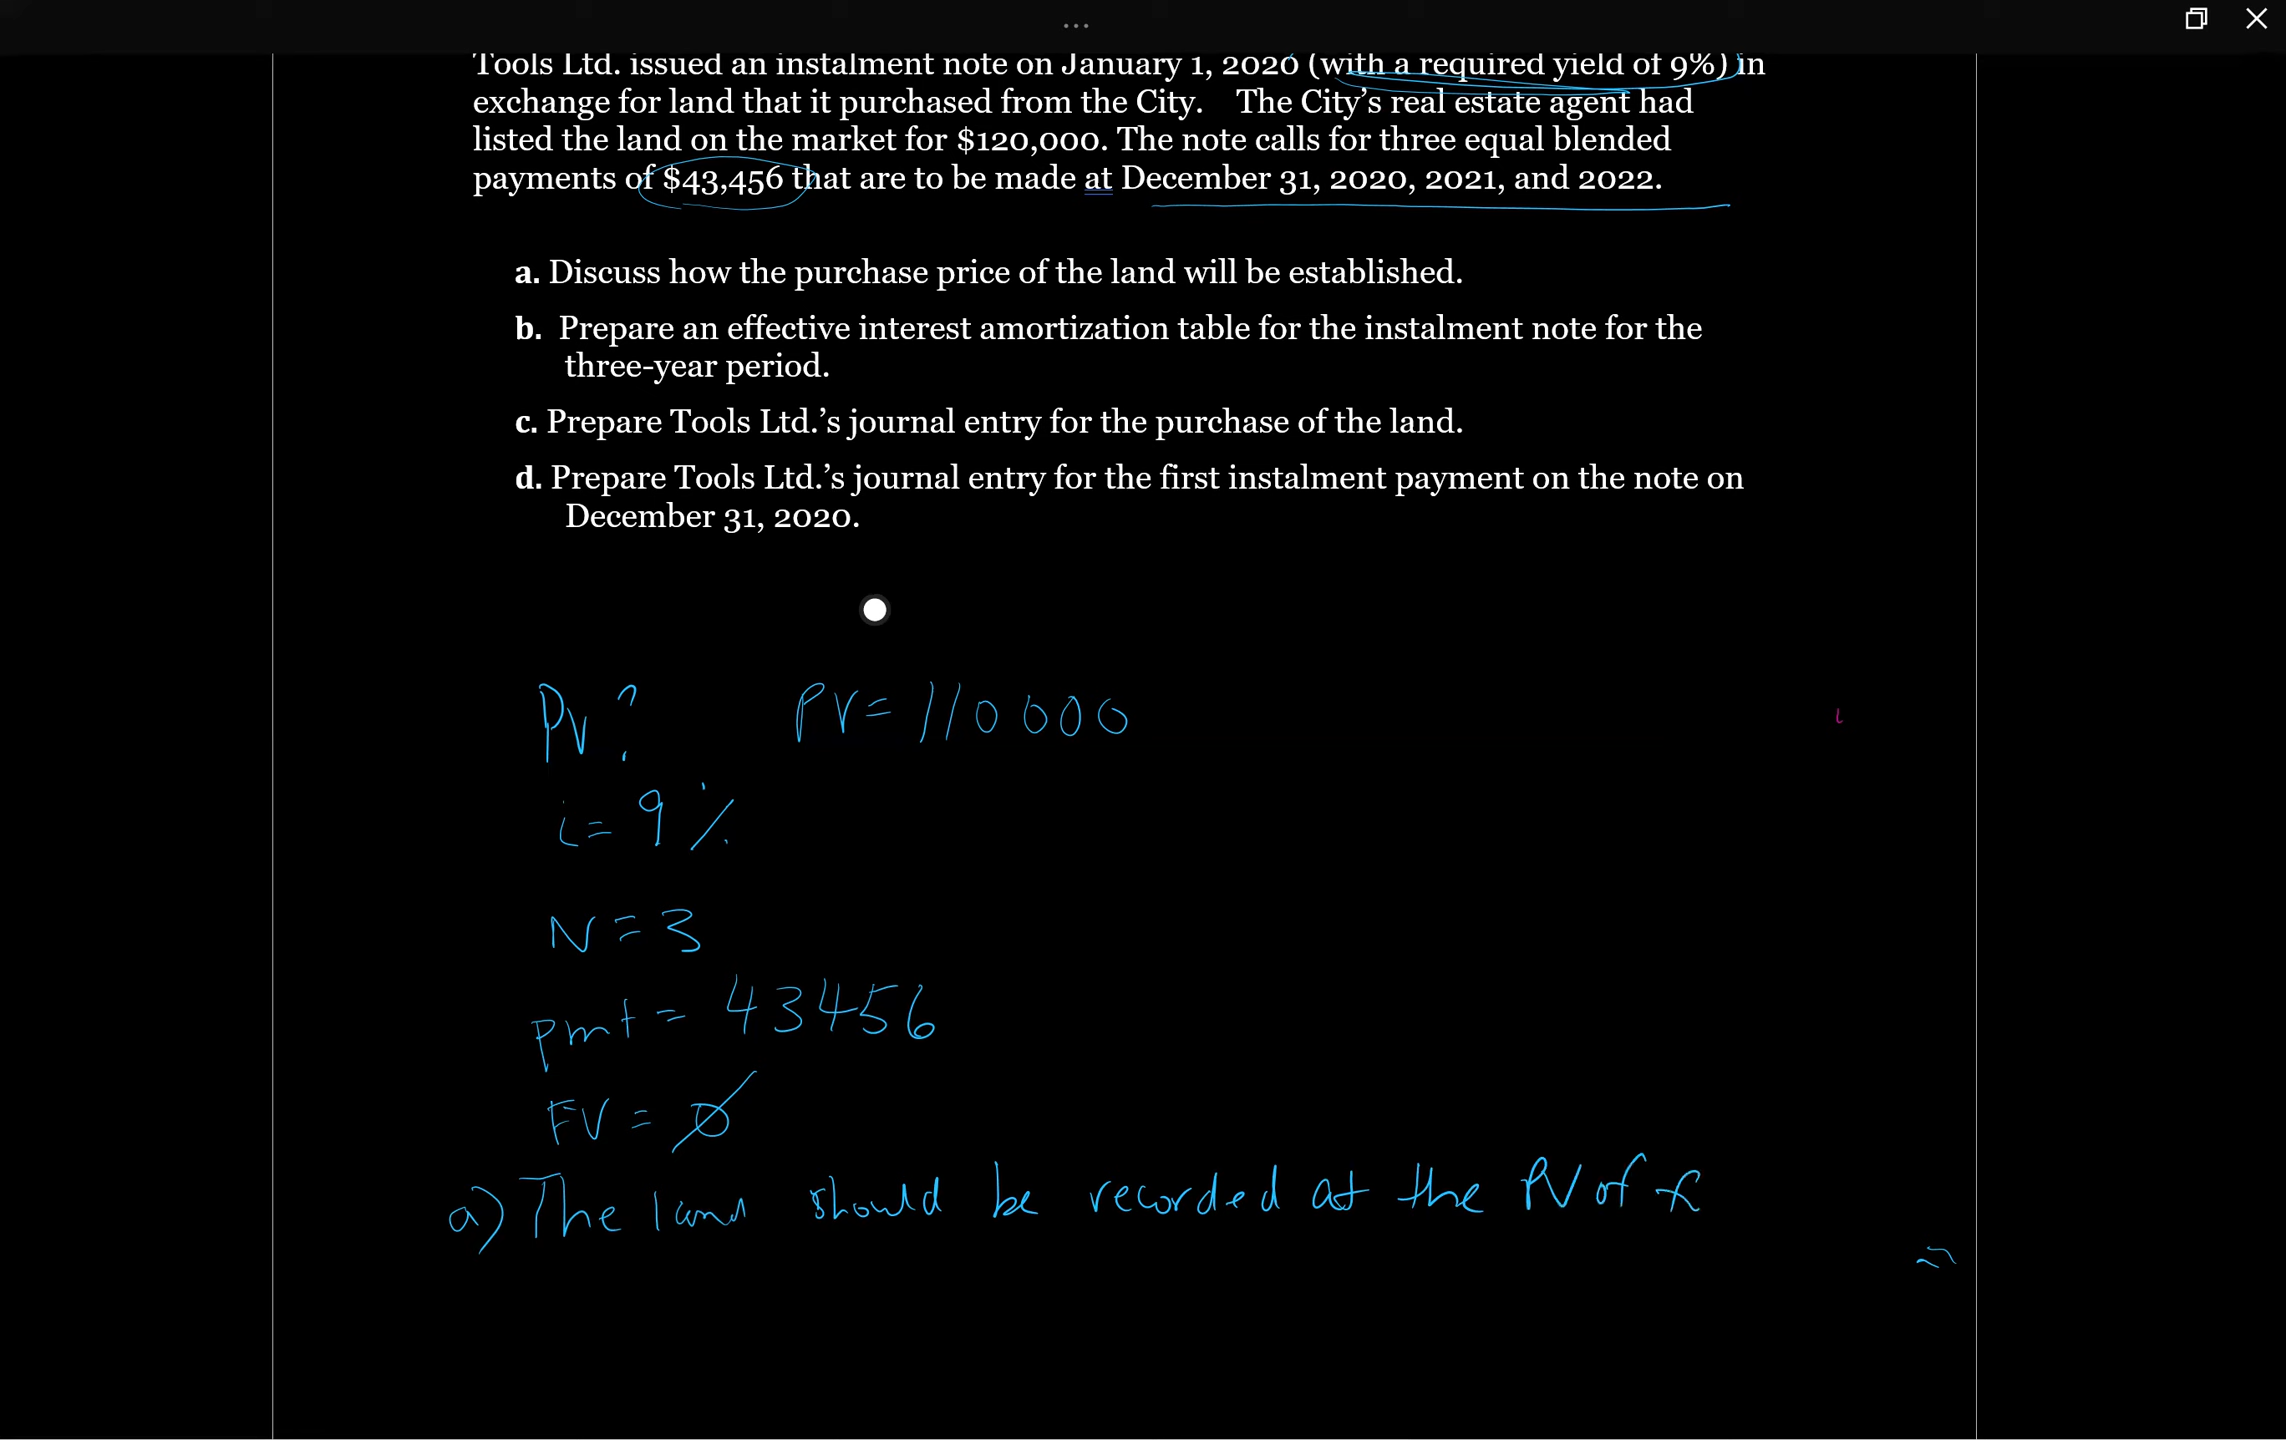 Tools Ltd. issued an instalment note on January 1, 2020 (with a required yield of 9%) in
exchange for land that it purchased from the City. The City's real estate agent had
listed the land on the market for $120,000. The note calls for three equal blended
payments of $43,456 that are to be made at December 31, 2020, 2021, and 2022.
a. Discuss how the purchase price of the land will be established.
b. Prepare an effective interest amortization table for the instalment note for the
three-year period.
c. Prepare Tools Ltd.'s journal entry for the purchase of the land.
d. Prepare Tools Ltd.'s journal entry for the first instalment payment on the note on
December 31, 2020.
PV ? PV = 110000
i = 9%
N = 3
pmt = 43456
FV = 0
a) The land should be recorded at the PV of